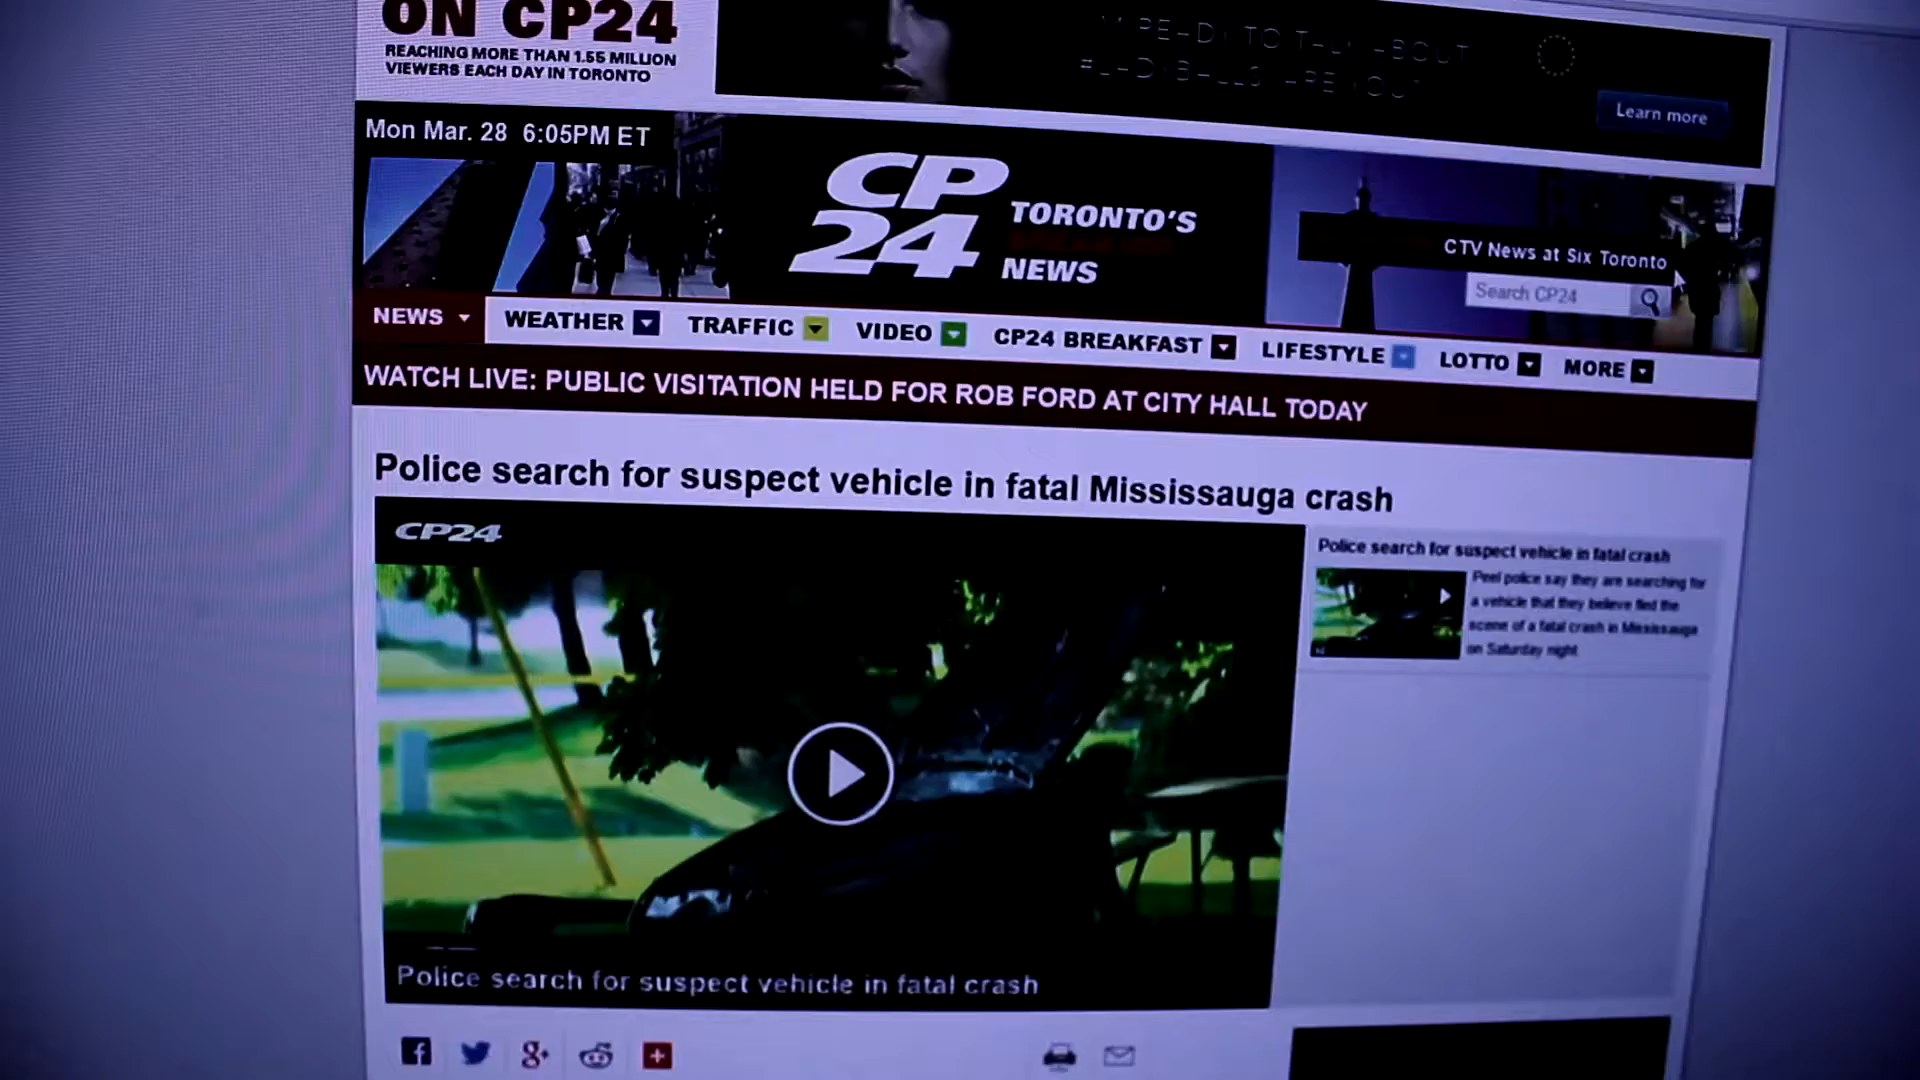 ON CP24
REACHING MORE THAN 1.55 MILLION
VIEWERS EACH DAY IN TORONTO
Learn more
Mon Mar. 28 6:05PM ET
CP
24
TORONTO'S
NEWS
CTV News at Six Toronto
Search CP24
NEWS WEATHER TRAFFIC VIDEO CP24 BREAKFAST LIFESTYLE LOTTO MORE
WATCH LIVE: PUBLIC VISITATION HELD FOR ROB FORD AT CITY HALL TODAY
Police search for suspect vehicle in fatal Mississauga crash
CP24
Police search for suspect vehicle in fatal crash
Police search for suspect vehicle in fatal crash
Peel police say they are searching for
a vehicle that they believe fled the
scene of a fatal crash in Mississauga
on Saturday night